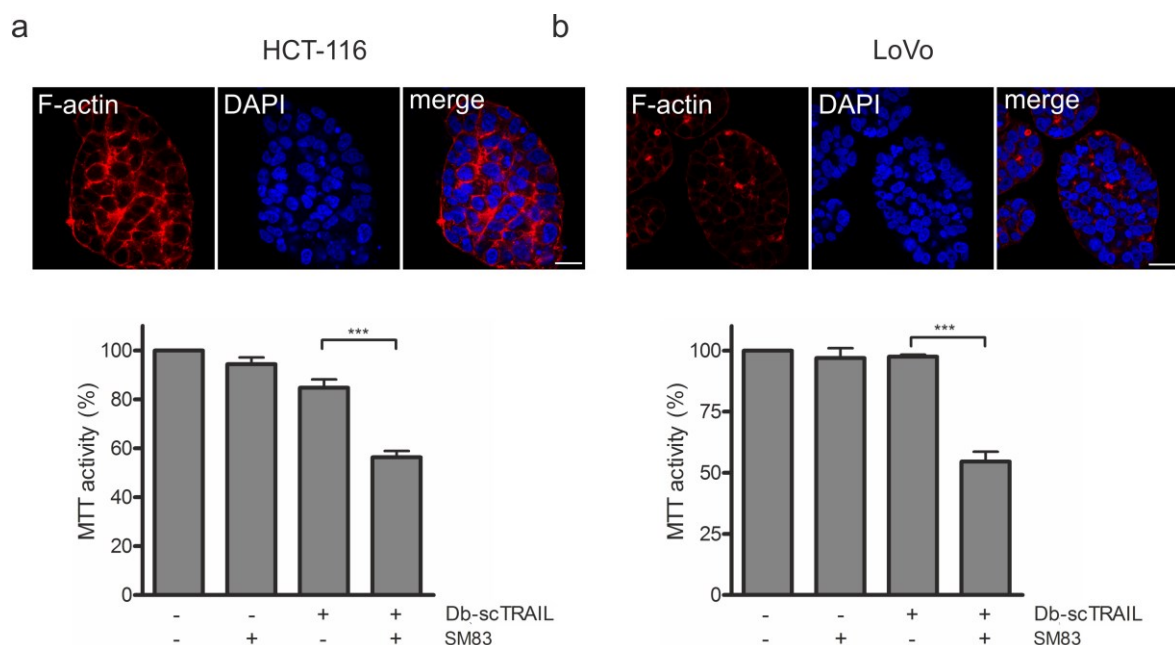 a
HCT-116
F-actin
DAPI
merge
***
MTT activity (%)
100
80
60
40
20
0
- - + + Db-scTRAIL
- + - + SM83
b
LoVo
F-actin
DAPI
merge
***
MTT activity (%)
100
75
50
25
0
- - + + Db-scTRAIL
- + - + SM83